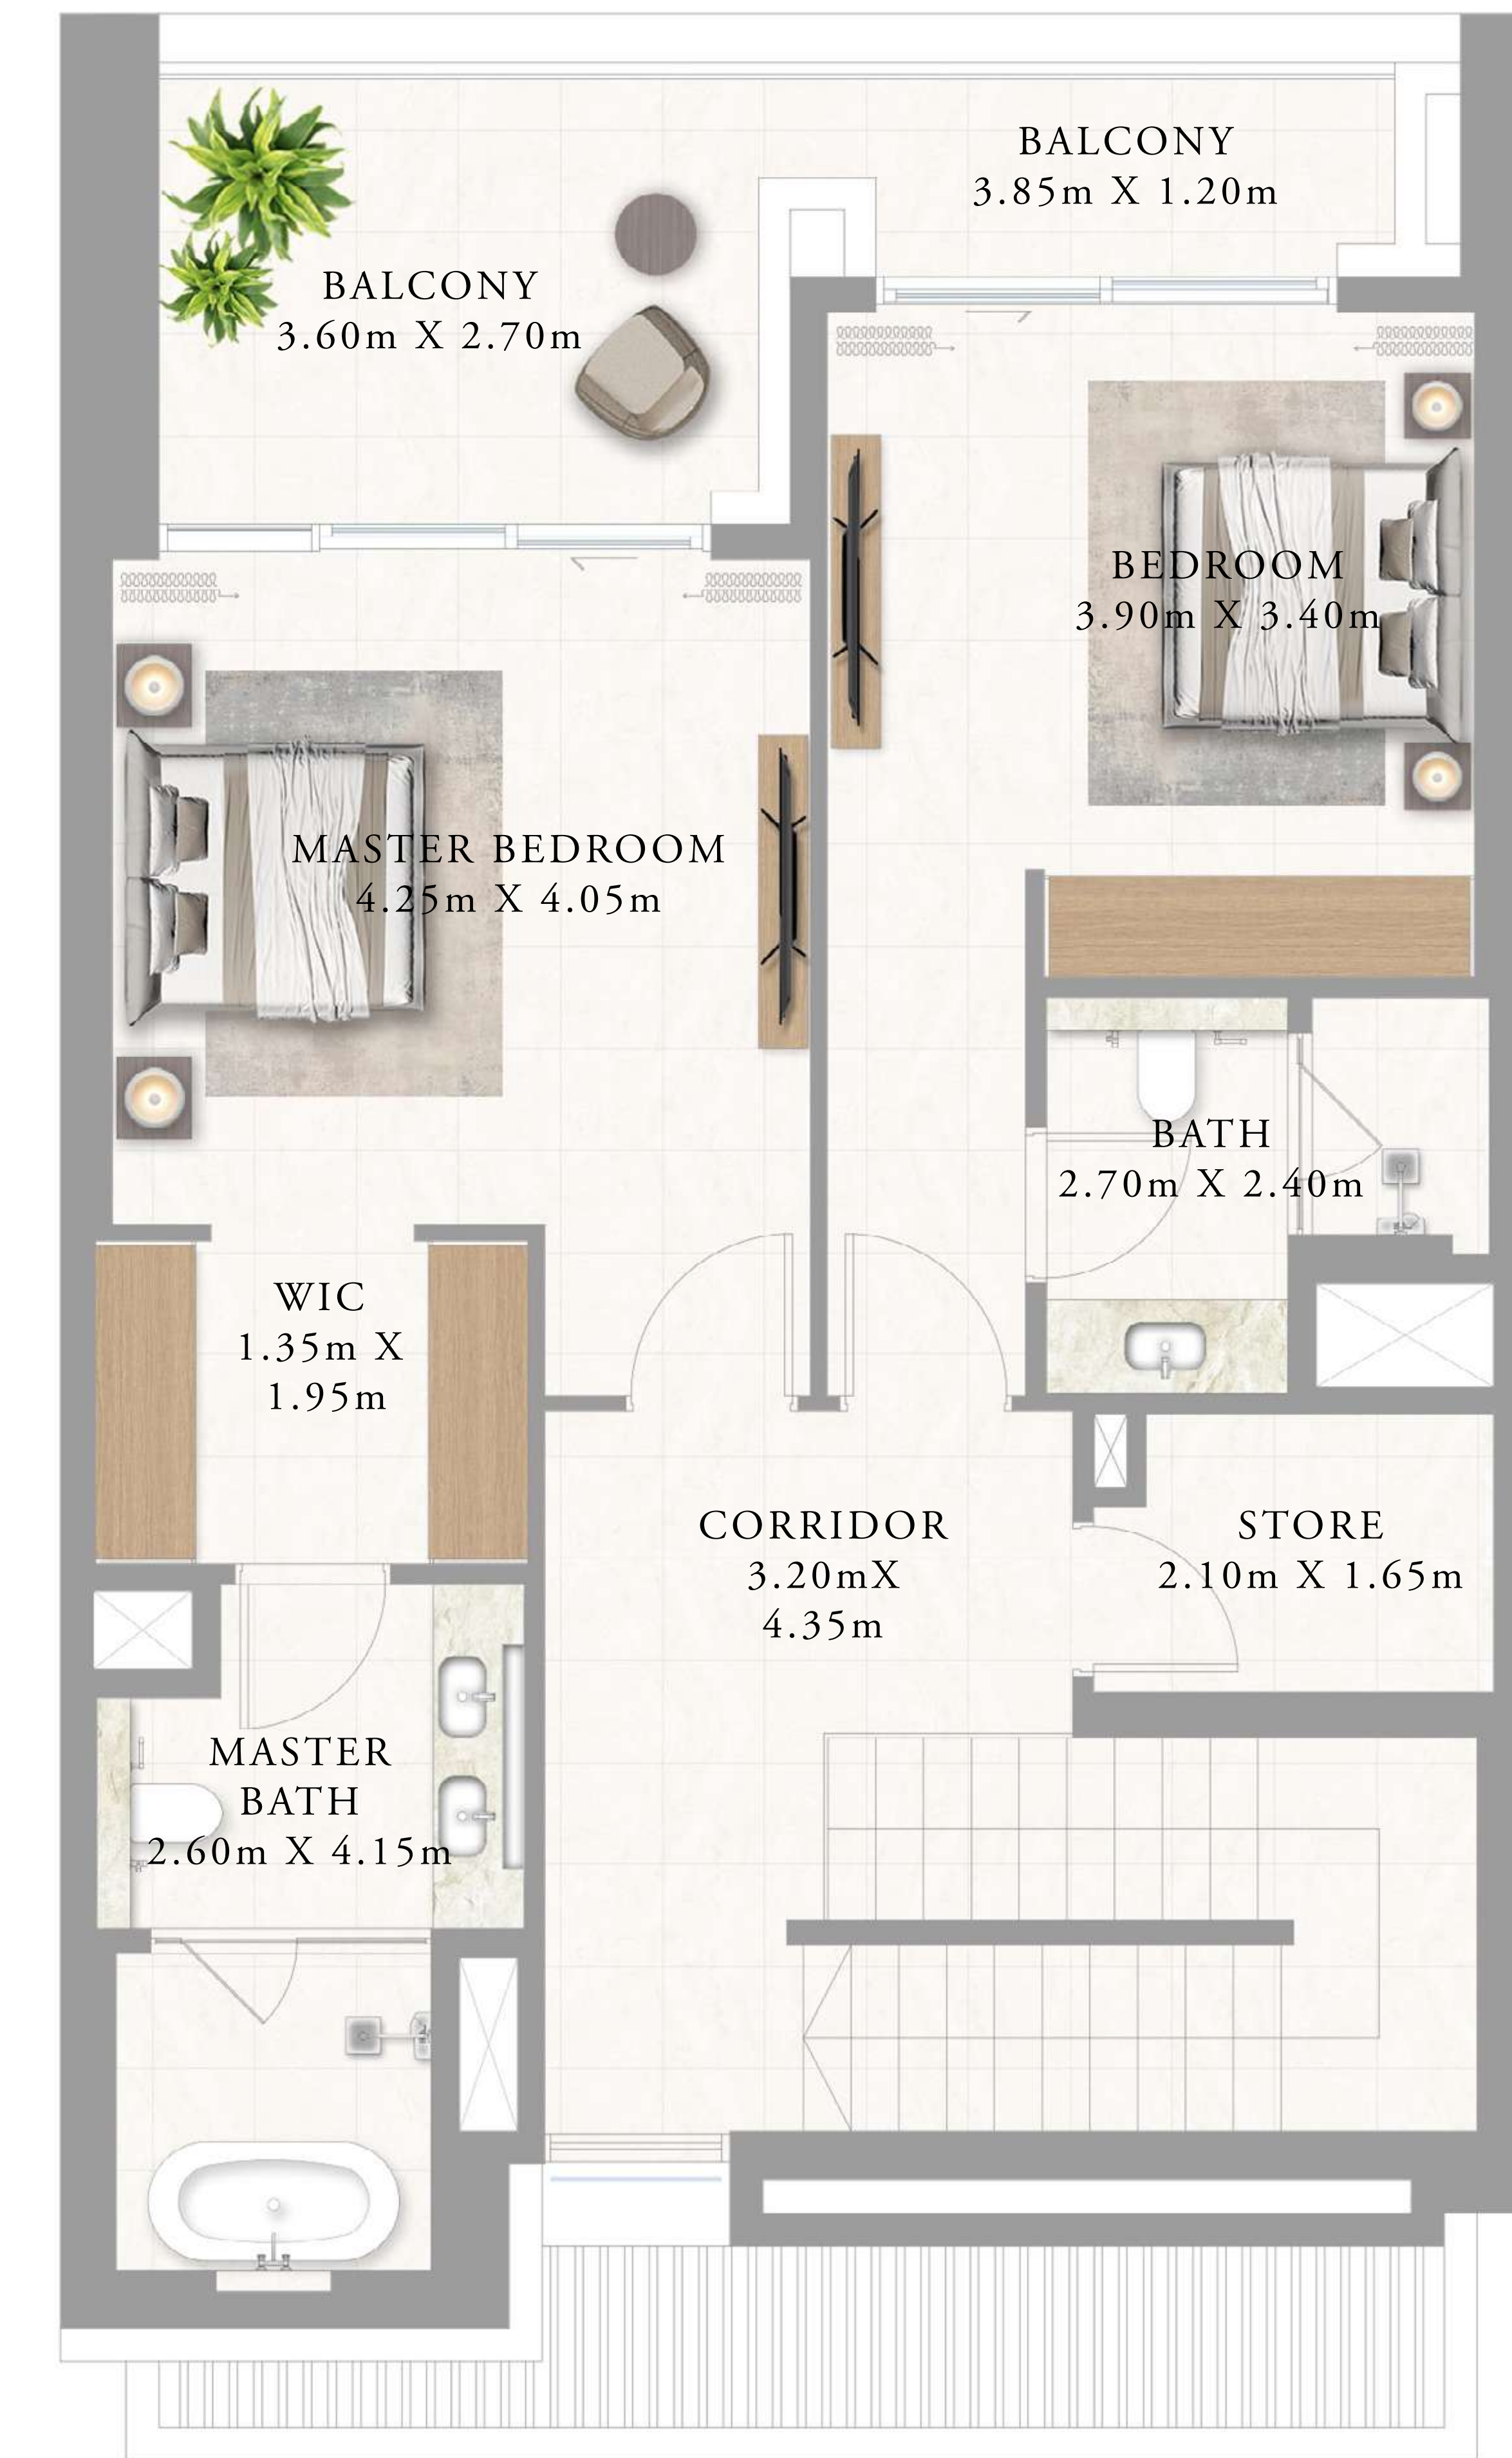 BALCONY
3.85m X 1.20m
BALCONY
3.60m X 2.70m
BEDROOM
3.90m X 3.40m
MASTER BEDROOM
4.25m X 4.05m
BATH
2.70m X 2.40m
WIC
1.35m X
1.95m
CORRIDOR
3.20mX
4.35m
STORE
2.10m X 1.65m
MASTER
BATH
2.60m X 4.15m